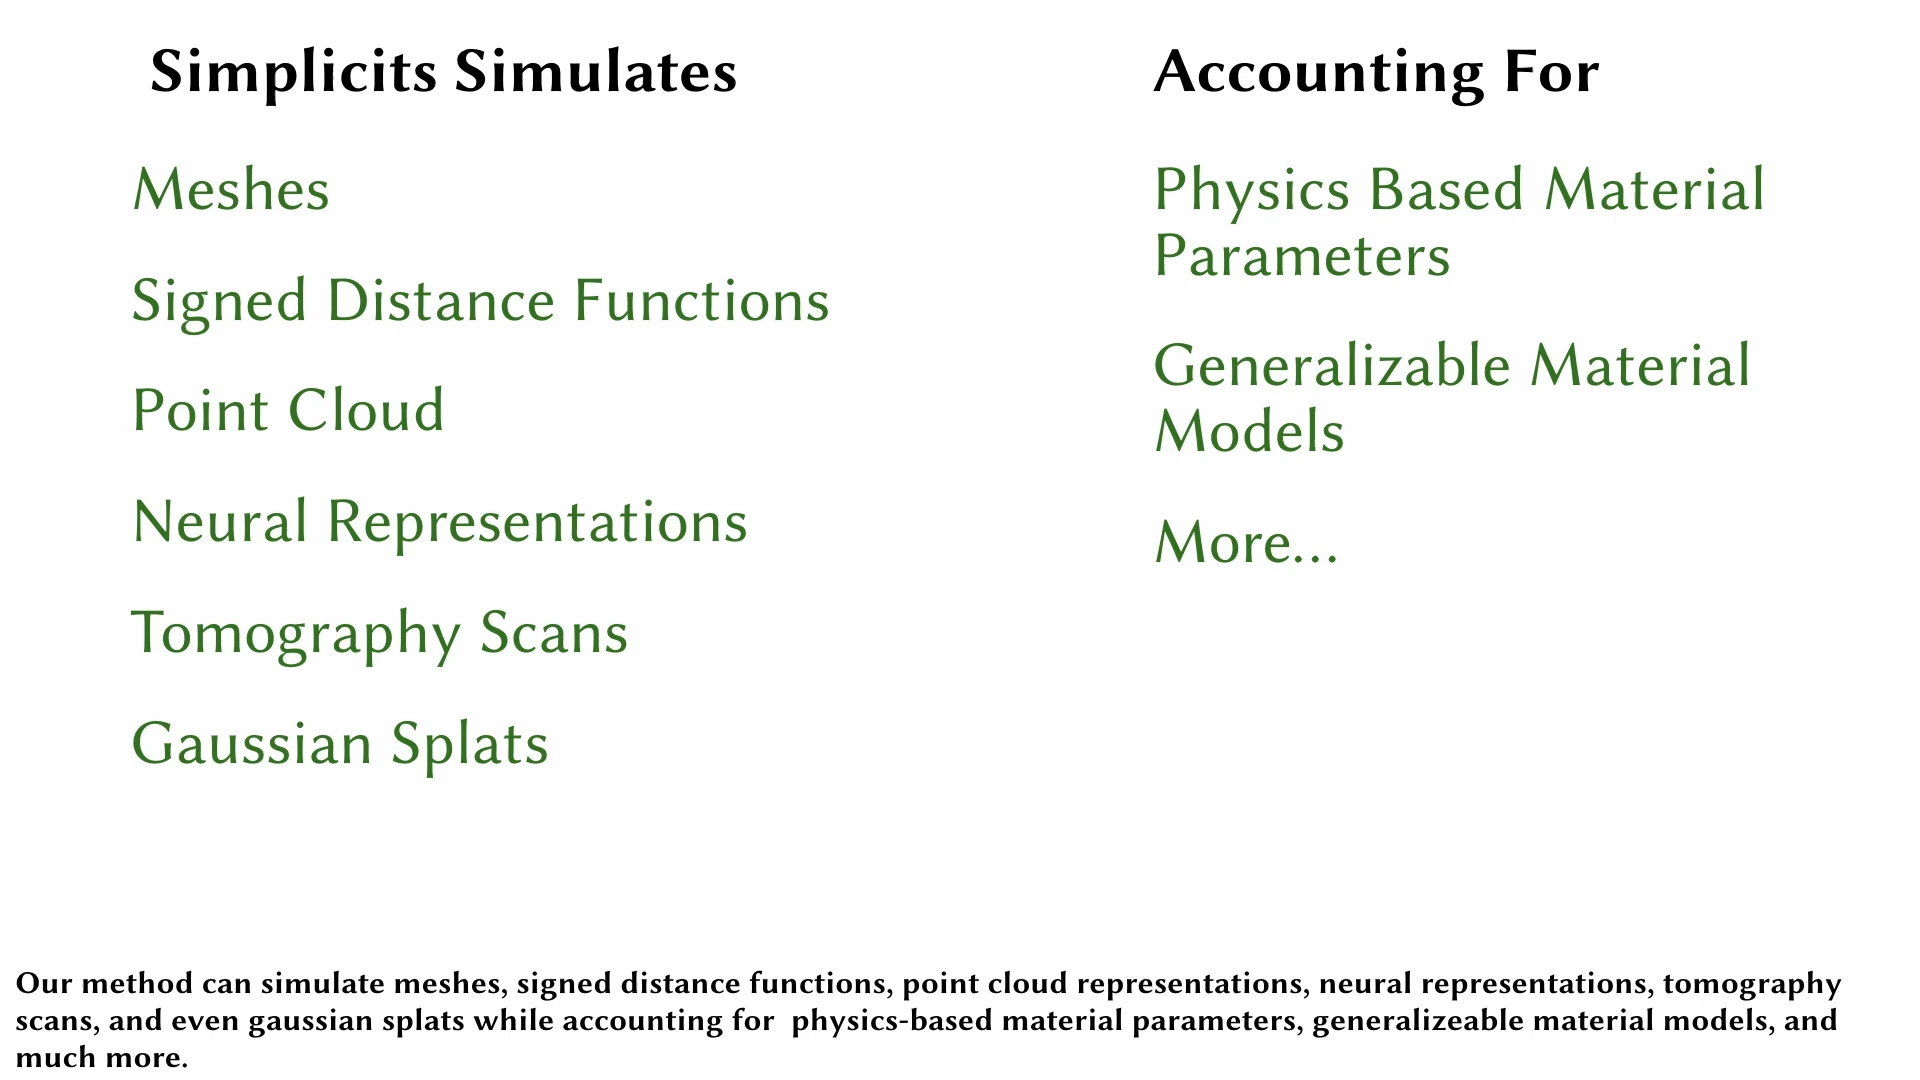 Simplicits Simulates
Meshes
Signed Distance Functions
Point Cloud
Neural Representations
Tomography Scans
Gaussian Splats
Accounting For
Physics Based Material
Parameters
Generalizable Material
Models
More...
Our method can simulate meshes, signed distance functions, point cloud representations, neural representations, tomography
scans, and even gaussian splats while accounting for  physics-based material parameters, generalizeable material models, and
much more.